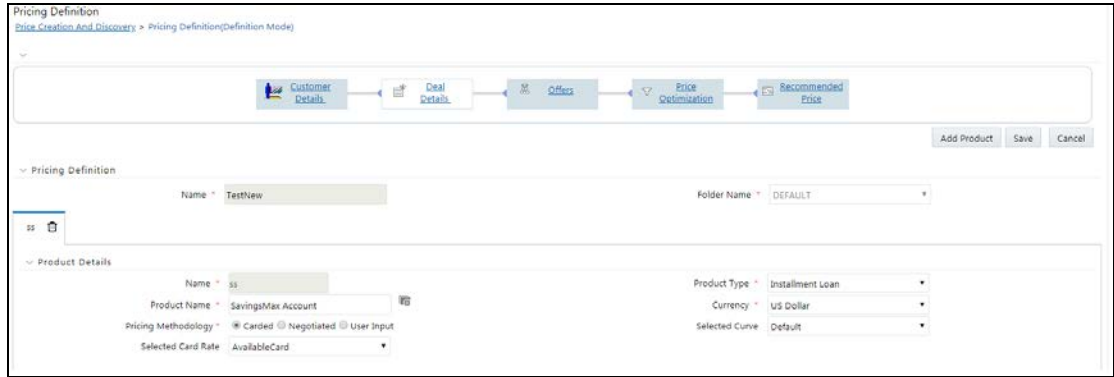 Pricing Definition
Price Creation And Discovery > Pricing Definition(Definition Mode)
Customer Details
Deal Details
Offers
Price Optimization
Recommended Price
Add Product Save Cancel
Pricing Definition
Name * TestNew Folder Name * DEFAULT
ss
Product Details
Name * ss Product Type * Installment Loan
Product Name * SavingsMax Account Currency * US Dollar
Pricing Methodology * Carded Negotiated User Input Selected Curve Default
Selected Card Rate AvailableCard